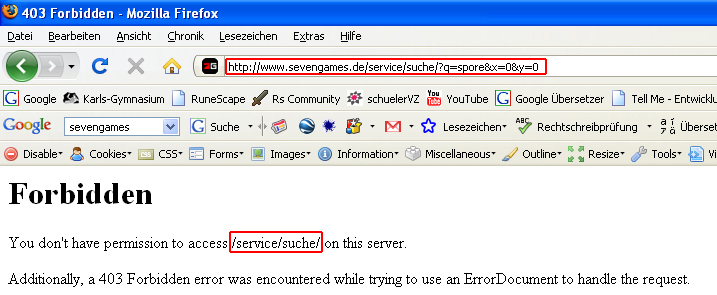 403 Forbidden - Mozilla Firefox
Datei Bearbeiten Ansicht Chronik Lesezeichen Extras Hilfe
http://www.sevengames.de/service/suche/?q=spore&x=0&y=0
Google Karls-Gymnasium RuneScape Rs Community schuelerVZ You Tube YouTube Google Übersetzer Tell Me - Entwicklu
Google sevengames Suche Lesezeichen ABC Rechtschreibprüfung Überset
Disable Cookies CSS Forms Images Information Miscellaneous Outline Resize Tools Vi
Forbidden
You don't have permission to access /service/suche/ on this server.
Additionally, a 403 Forbidden error was encountered while trying to use an ErrorDocument to handle the request.